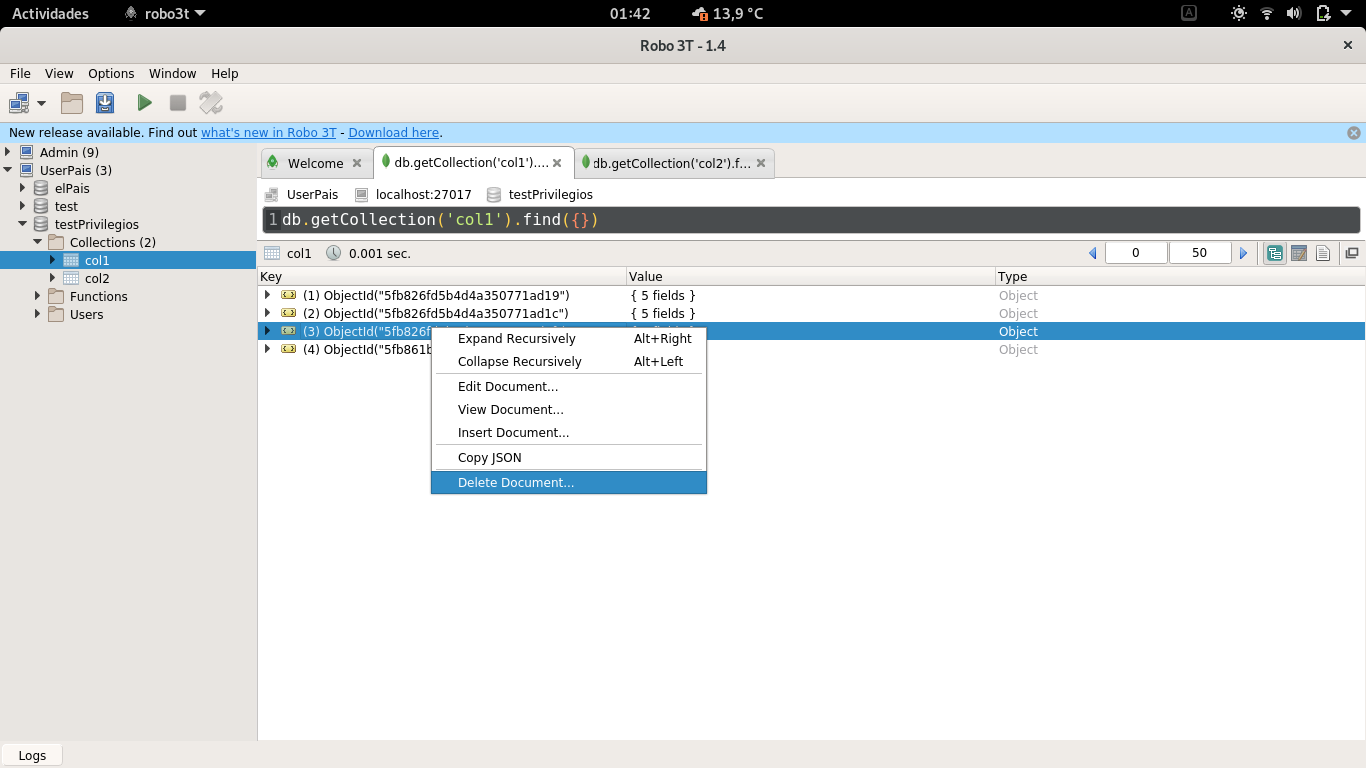 Actividades robo3t 01:42 13,9 °C A
Robo 3T - 1.4
File View Options Window Help
New release available. Find out what's new in Robo 3T - Download here.
Admin (9)
UserPais (3)
elPais
test
testPrivilegios
Collections (2)
col1
col2
Functions
Users
Welcome db.getCollection('col1').... db.getCollection('col2').f...
UserPais localhost:27017 testPrivilegios
1 db.getCollection('col1').find({})
col1 0.001 sec. 0 50
Key Value Type
(1) ObjectId("5fb826fd5b4d4a350771ad19") { 5 fields } Object
(2) ObjectId("5fb826fd5b4d4a350771ad1c") { 5 fields } Object
(3) ObjectId("5fb826f Object
(4) ObjectId("5fb861b Object
Expand Recursively Alt+Right
Collapse Recursively Alt+Left
Edit Document...
View Document...
Insert Document...
Copy JSON
Delete Document...
Logs